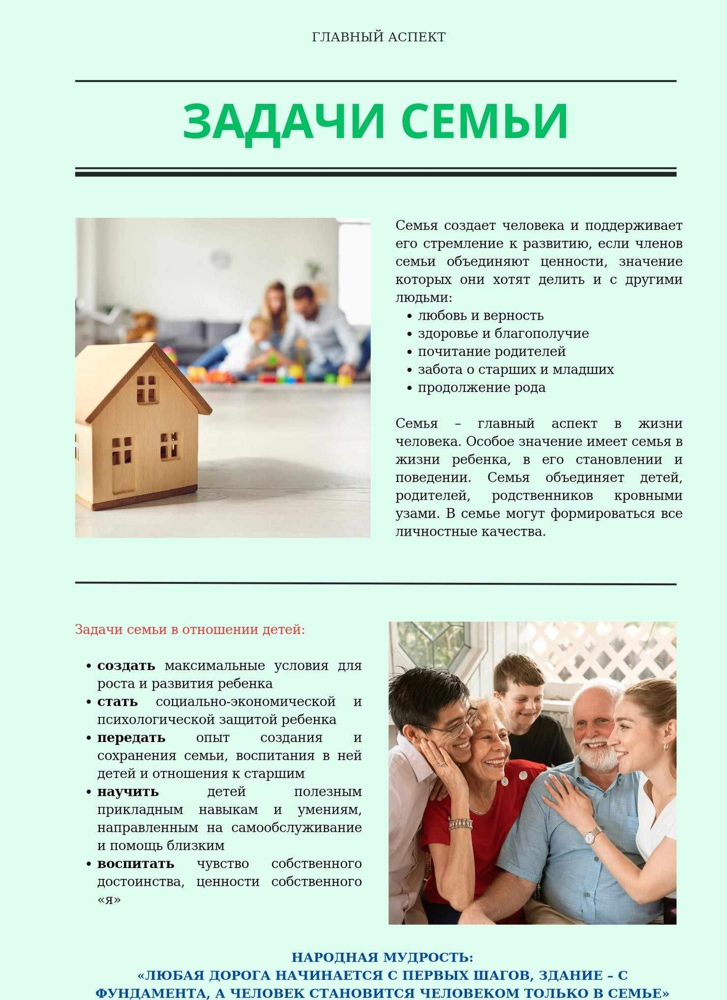 ГЛАВНЫЙ АСПЕКТ
ЗАДАЧИ СЕМЬИ
Семья создает человека и поддерживает
его стремление к развитию, если членов
семьи объединяют ценности, значение
которых они хотят делить и с другими
людьми:
• любовь и верность
• здоровье и благополучие
• почитание родителей
• забота о старших и младших
• продолжение рода
Семья – главный аспект в жизни
человека. Особое значение имеет семья в
жизни ребенка, в его становлении и
поведении. Семья объединяет детей,
родителей, родственников кровными
узами. В семье могут формироваться все
личностные качества.
Задачи семьи в отношении детей:
• создать максимальные условия для
роста и развития ребенка
• стать социально-экономической и
психологической защитой ребенка
• передать опыт создания и
сохранения семьи, воспитания в ней
детей и отношения к старшим
• научить детей полезным
прикладным навыкам и умениям,
направленным на самообслуживание
и помощь близким
• воспитать чувство собственного
достоинства, ценности собственного
«я»
НАРОДНАЯ МУДРОСТЬ:
«ЛЮБАЯ ДОРОГА НАЧИНАЕТСЯ С ПЕРВЫХ ШАГОВ, ЗДАНИЕ – С
ФУНДАМЕНТА, А ЧЕЛОВЕК СТАНОВИТСЯ ЧЕЛОВЕКОМ ТОЛЬКО В СЕМЬЕ»